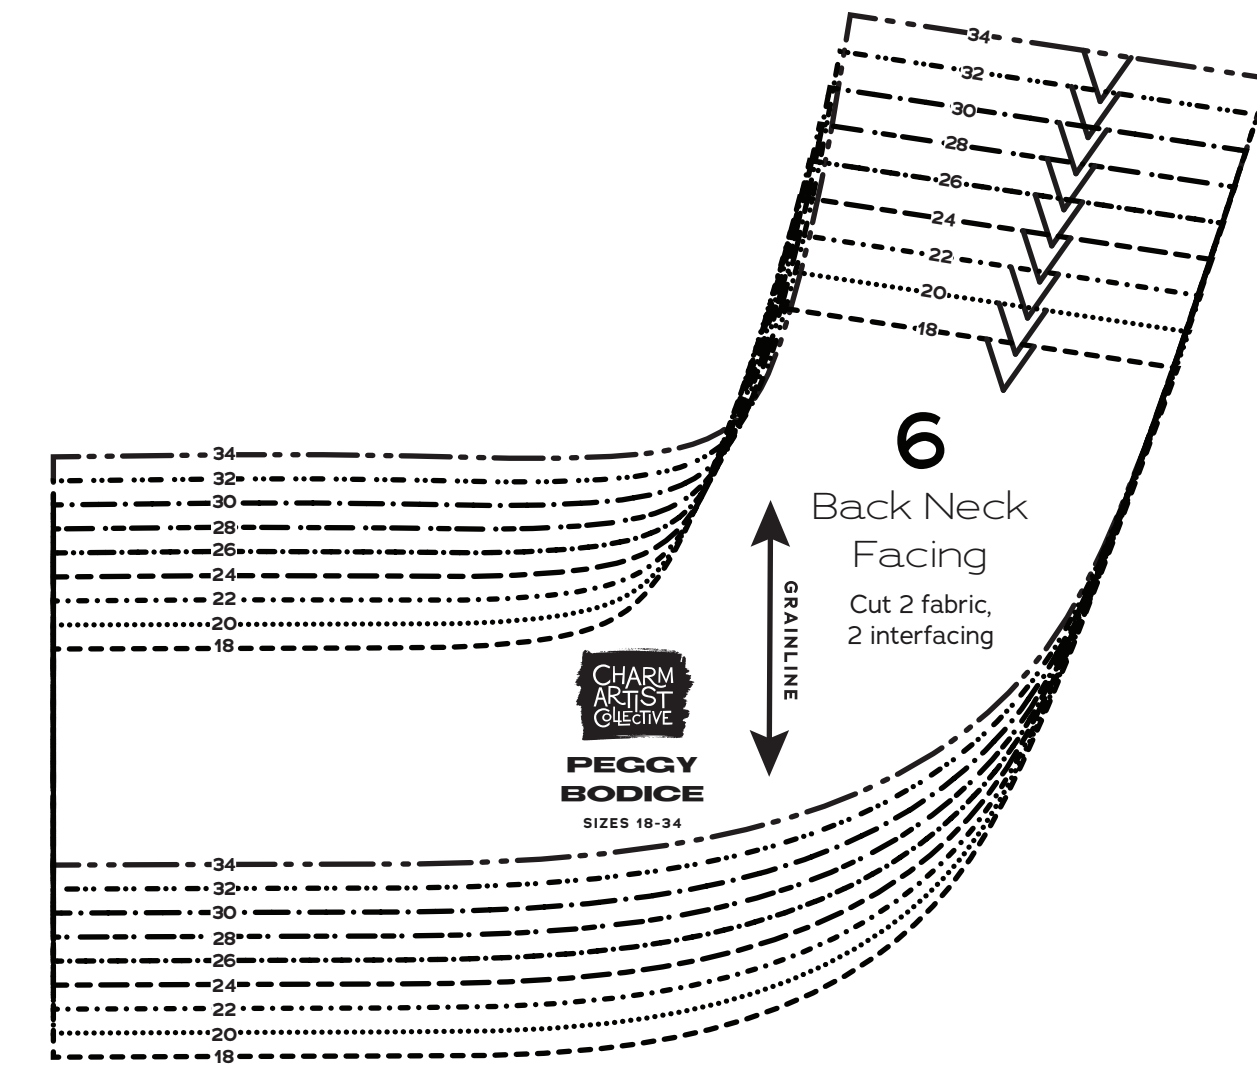 34
32
30
28
26
24
22
20
18
6
Back Neck
Facing
Cut 2 fabric,
2 interfacing
GRAINLINE
34
32
30
28
26
24
22
20
18
CHARM
ARTIST
COLLECTIVE
PEGGY
BODICE
SIZES 18-34
34
32
30
28
26
24
22
20
18